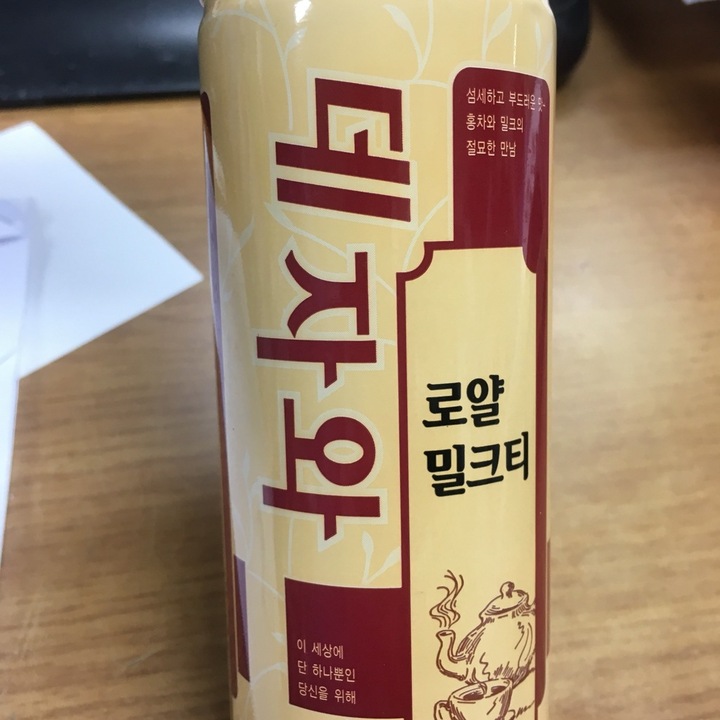 데자와
섬세하고 부드러운 맛~
홍차와 밀크의
절묘한 만남
로얄
밀크티
이 세상에
단 하나뿐인
당신을 위해